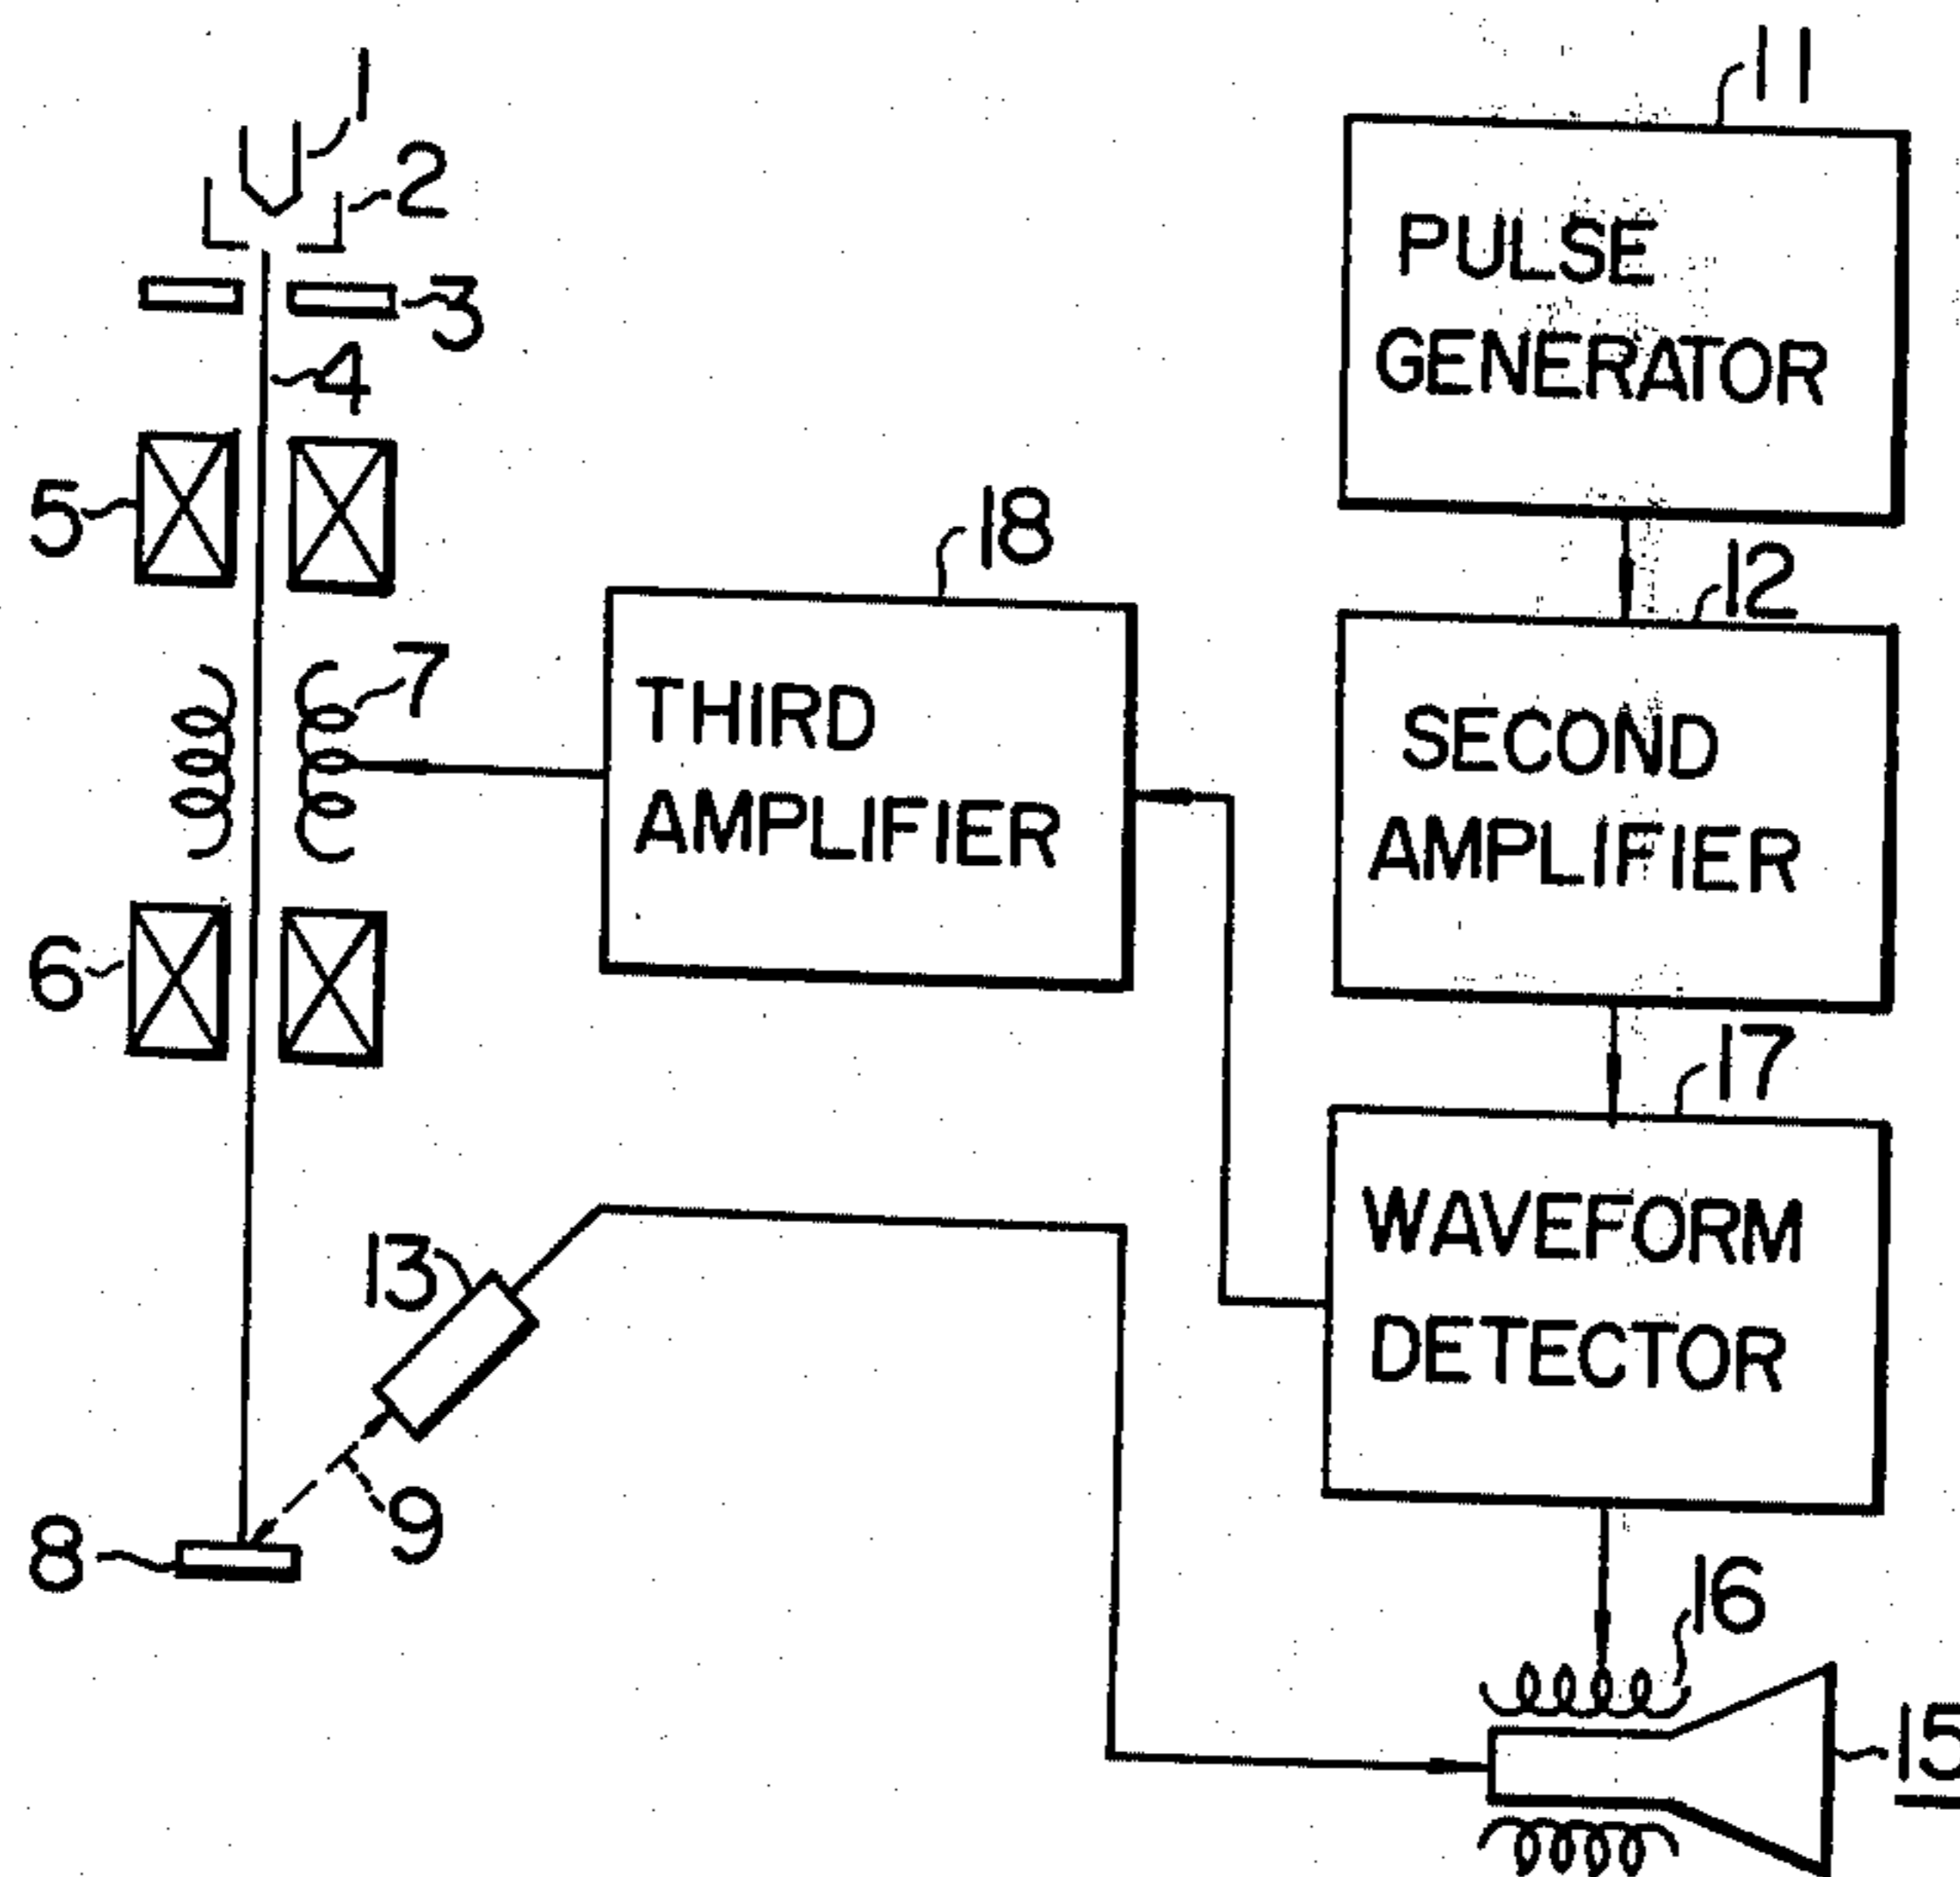 1
11
2
PULSE
GENERATOR
3
4
5
18
12
THIRD
AMPLIFIER
7
SECOND
AMPLIFIER
6
17
WAVEFORM
DETECTOR
13
9
8
16
15